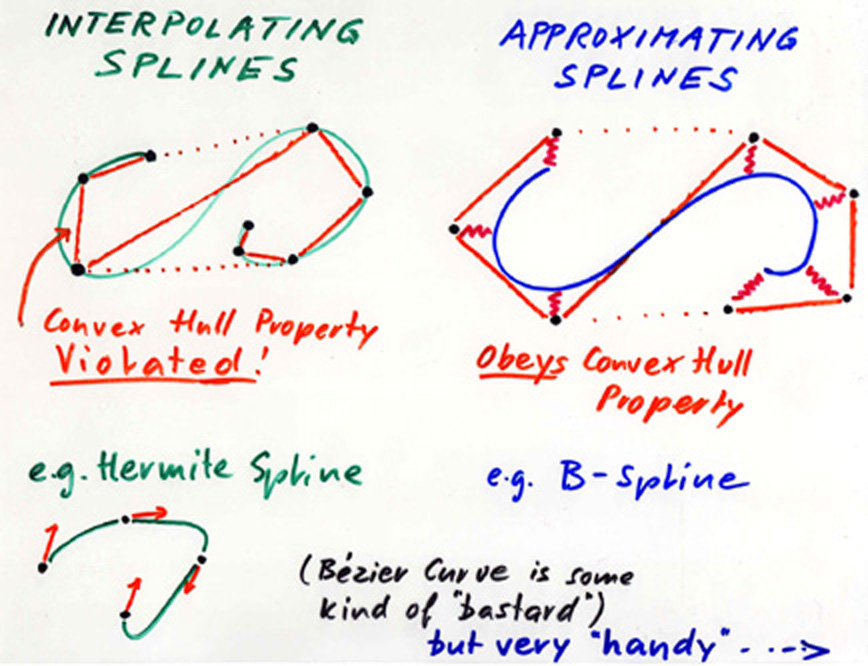 INTERPOLATING
SPLINES
Convex Hull Property
Violated!
e.g. Hermite Spline
APPROXIMATING
SPLINES
Obeys Convex Hull
Property
e.g. B-Spline
(Bézier Curve is some
kind of "bastard")
but very "handy" - - - ->